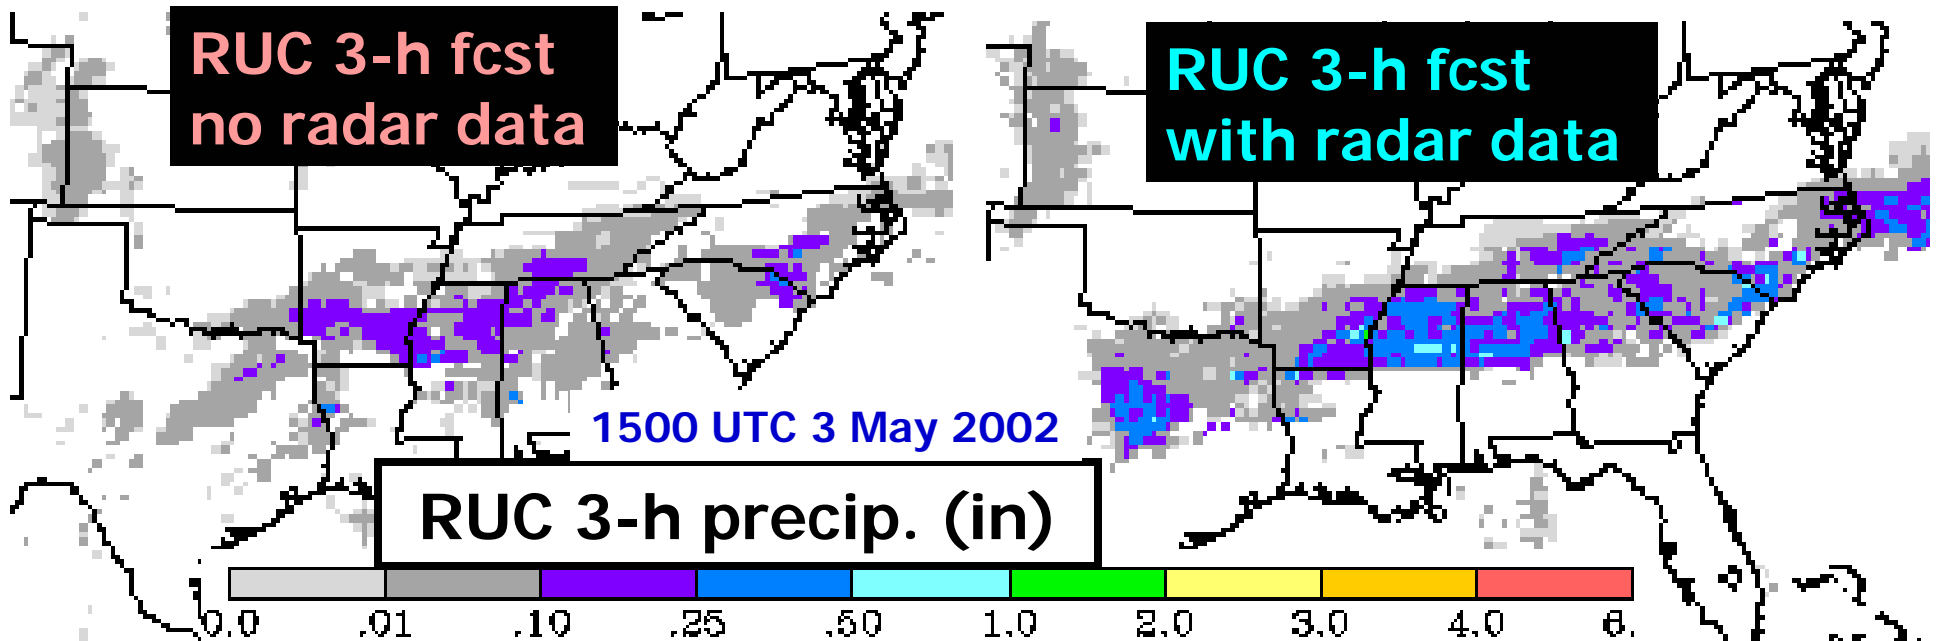 RUC 3-h fcst
no radar data
RUC 3-h fcst
with radar data
1500 UTC 3 May 2002
RUC 3-h precip. (in)
0.0 .01 .10 .25 .50 1.0 2.0 3.0 4.0 6.